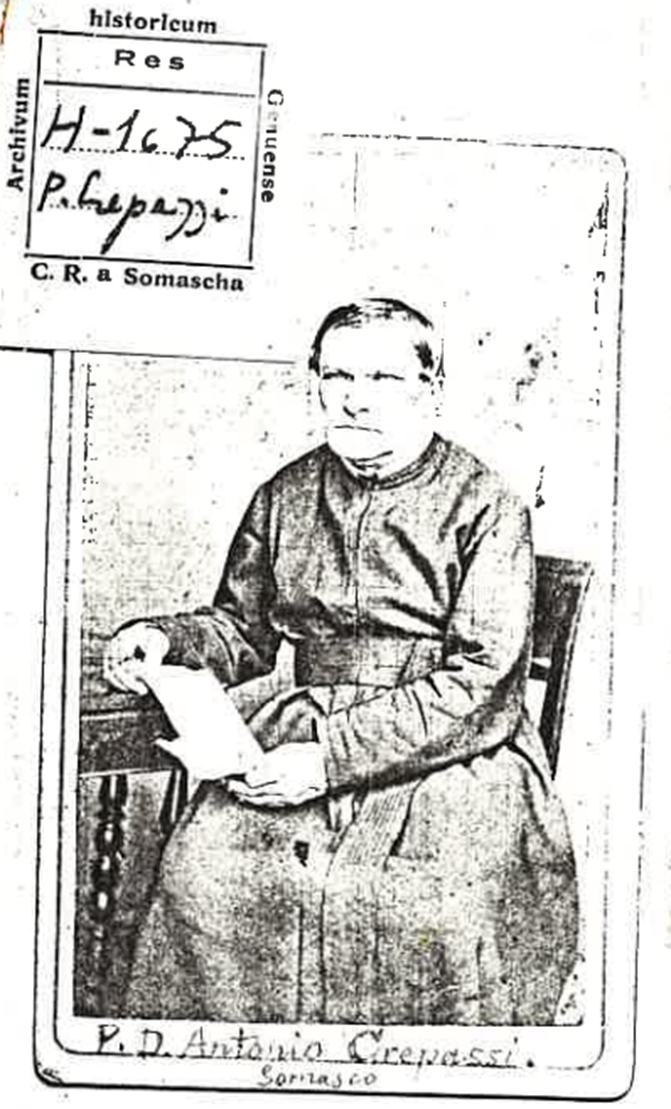 historicum
Res
Archivum
H-1675
Genuense
P. Crepazzi
C. R. a Somascha
P. D. Antonio Crepassi.
Somasco